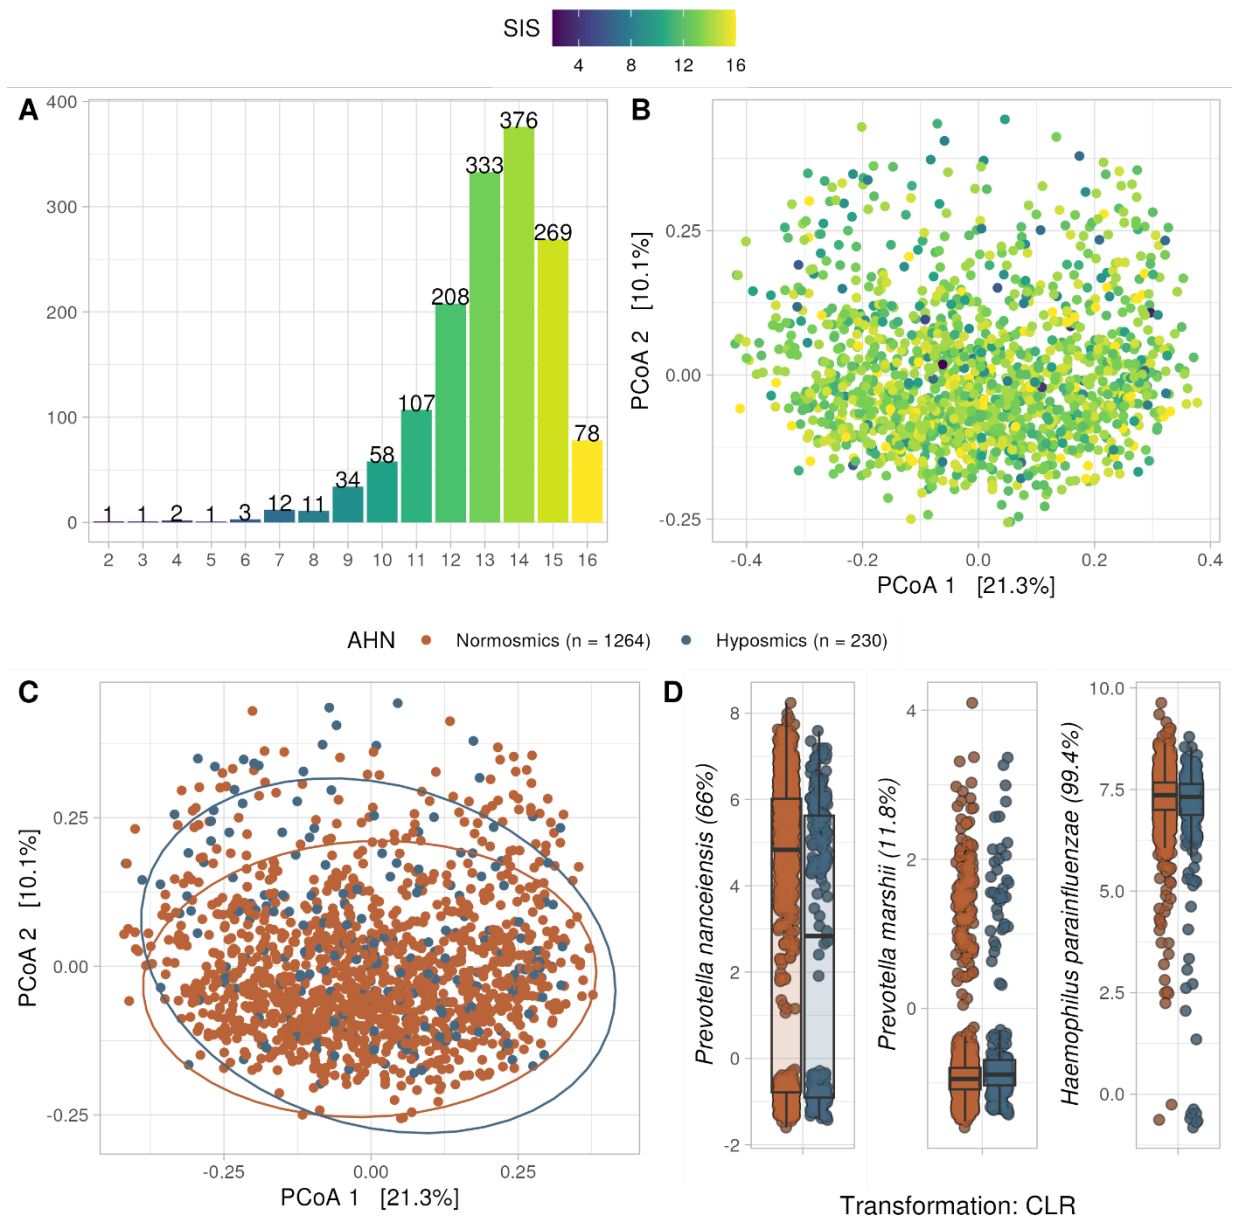 SIS
4 8 12 16
A
400
300
200
100
0
1 1 2 1 3 12 11 34 58 107 208 333 376 269 78
2 3 4 5 6 7 8 9 10 11 12 13 14 15 16
B
PCoA 2 [10.1%]
0.25
0.00
-0.25
-0.4 -0.2 0.0 0.2 0.4
PCoA 1 [21.3%]
AHN Normosmics (n = 1264) Hyposmics (n = 230)
C
PCoA 2 [10.1%]
0.25
0.00
-0.25
-0.25 0.00 0.25
PCoA 1 [21.3%]
D
Prevotella nanceiensis (66%)
8
6
4
2
0
-2
Prevotella marshii (11.8%)
4
2
0
Haemophilus parainfluenzae (99.4%)
10.0
7.5
5.0
2.5
0.0
Transformation: CLR